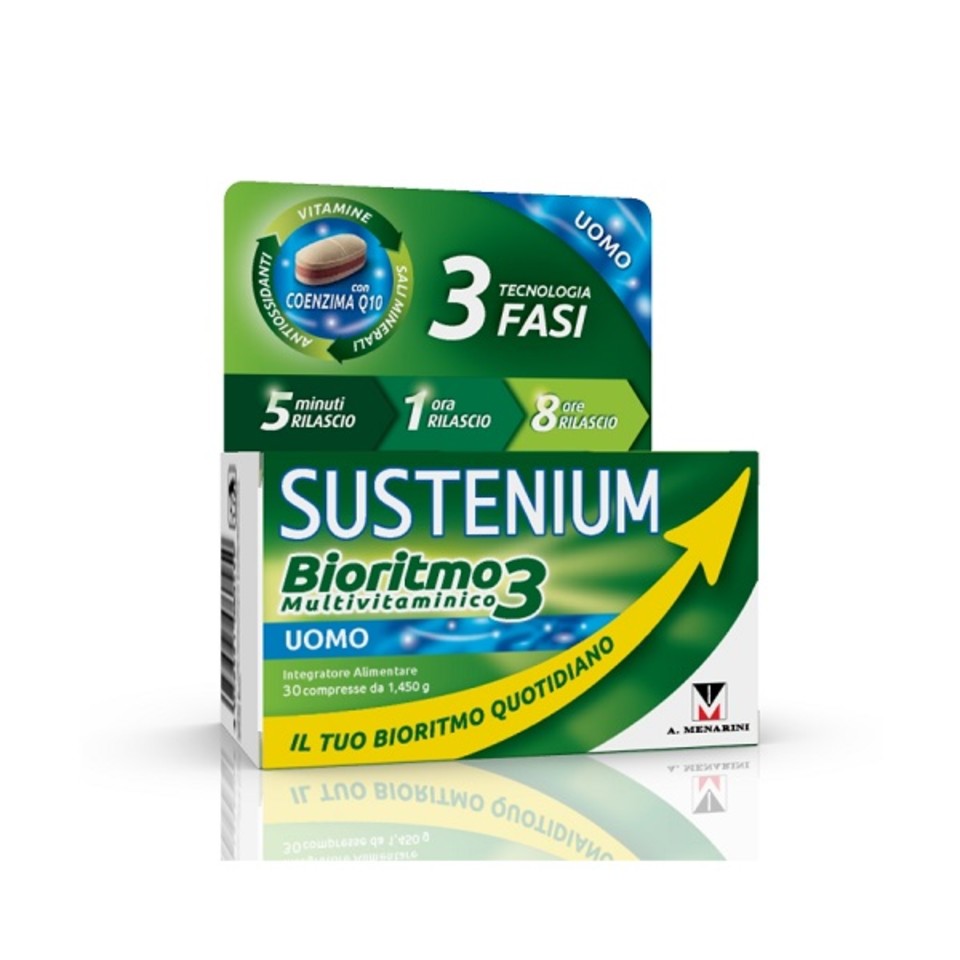 VITAMINE
SALI MINERALI
ANTIOSSIDANTI
con
COENZIMA Q10
UOMO
3 TECNOLOGIA
FASI
5 minuti
RILASCIO
1 ora
RILASCIO
8 ore
RILASCIO
SUSTENIUM
Bioritmo3
Multivitaminico
UOMO
Integratore Alimentare
30 compresse da 1,450 g
IL TUO BIORITMO QUOTIDIANO
A. MENARINI